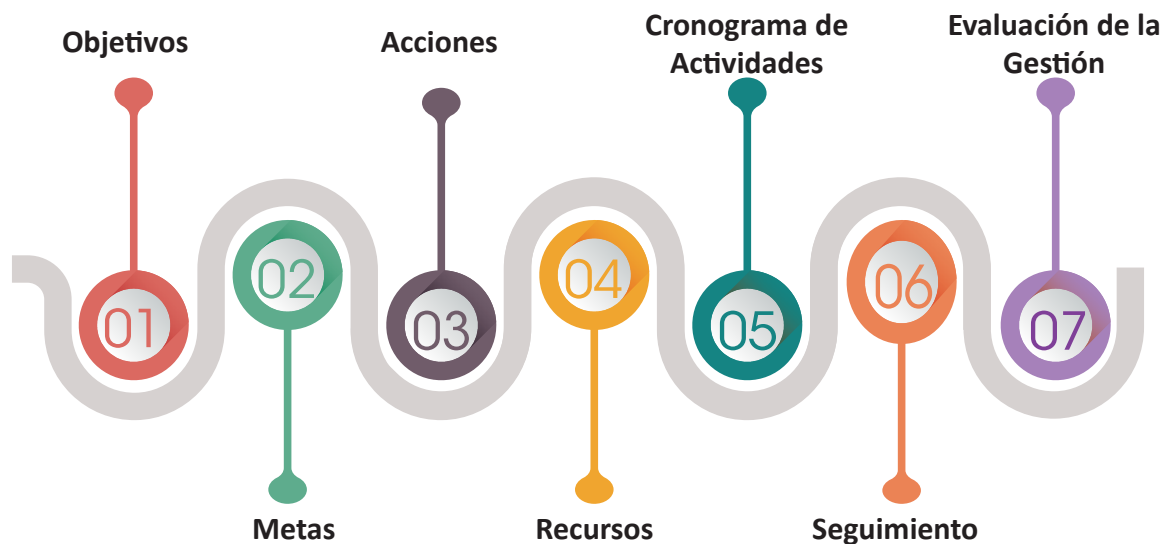 Objetivos
Acciones
Cronograma de
Actividades
Evaluación de la
Gestión
01
02
03
04
05
06
07
Metas
Recursos
Seguimiento